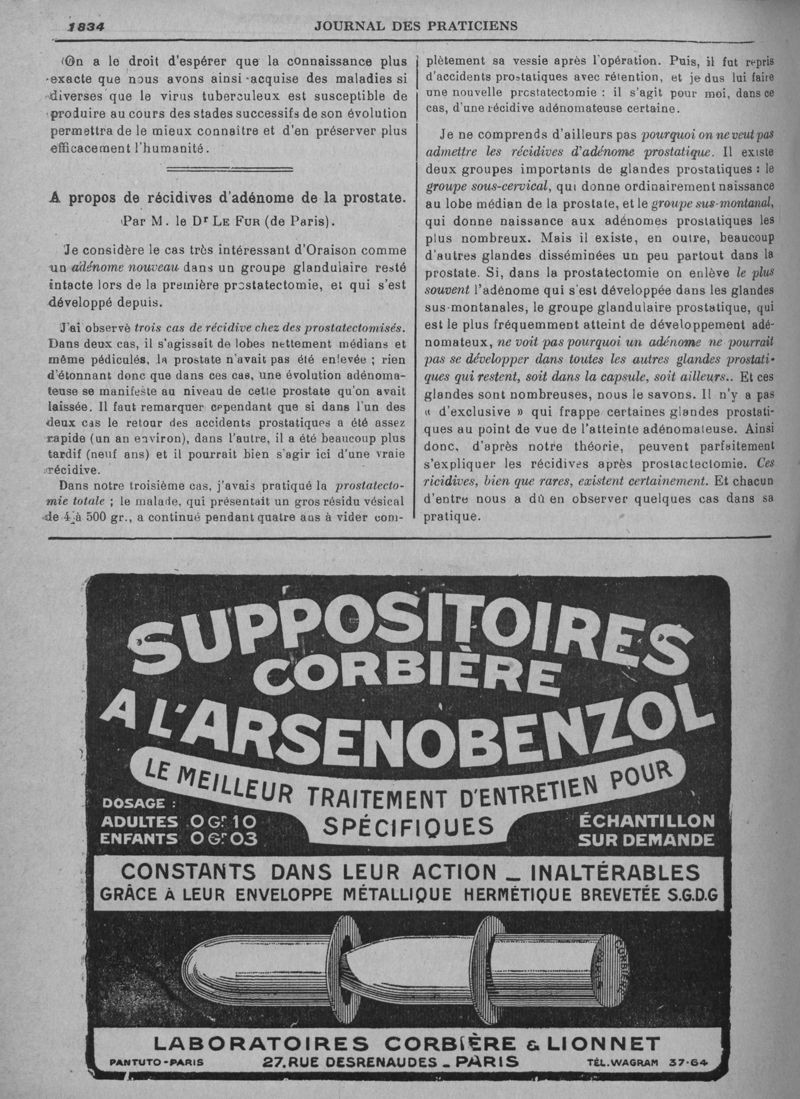 1834
JOURNAL DES PRATICIENS
On a le droit d'espérer que la connaissance plus
exacte que nous avons ainsi acquise des maladies si
diverses que le virus tuberculeux est susceptible de
produire au cours des stades successifs de son évolution
permettra de le mieux connaître et d'en préserver plus
efficacement l'humanité.
A propos de récidives d'adénome de la prostate.
Par M. le Dr LE FUR (de Paris).
Je considère le cas très intéressant d'Oraison comme
un adénome nouveau dans un groupe glandulaire resté
intacte lors de la première prostatectomie, et qui s'est
développé depuis.
J'ai observé trois cas de récidive chez des prostatectomisés.
Dans deux cas, il s'agissait de lobes nettement médians et
même pédiculés, la prostate n'avait pas été enlevée ; rien
d'étonnant donc que dans ces cas, une évolution adénoma-
teuse se manifeste au niveau de cette prostate qu'on avait
laissée. Il faut remarquer cependant que si dans l'un des
deux cas le retour des accidents prostatiques a été assez
rapide (un an environ), dans l'autre, il a été beaucoup plus
tardif (neuf ans) et il pourrait bien s'agir ici d'une vraie
récidive.
Dans notre troisième cas, j'avais pratiqué la prostatecto-
mie totale ; le malade, qui présentait un gros résidu vésical
de 4 à 500 gr., a continué pendant quatre ans à vider com-
plètement sa vessie après l'opération. Puis, il fut repris
d'accidents prostatiques avec rétention, et je dus lui faire
une nouvelle prostatectomie : il s'agit pour moi, dans ce
cas, d'une récidive adénomateuse certaine.
Je ne comprends d'ailleurs pas pourquoi on ne veut pas
admettre les récidives d'adénome prostatique. Il existe
deux groupes importants de glandes prostatiques : le
groupe sous-cervical, qui donne ordinairement naissance
au lobe médian de la prostate, et le groupe sus-montanal,
qui donne naissance aux adénomes prostatiques les
plus nombreux. Mais il existe, en outre, beaucoup
d'autres glandes disséminées un peu partout dans la
prostate. Si, dans la prostatectomie on enlève le plus
souvent l'adénome qui s'est développée dans les glandes
sus-montanales, le groupe glandulaire prostatique, qui
est le plus fréquemment atteint de développement adé-
nomateux, ne voit pas pourquoi un adénome ne pourrait
pas se développer dans toutes les autres glandes prostati-
ques qui restent, soit dans la capsule, soit ailleurs.. Et ces
glandes sont nombreuses, nous le savons. Il n'y a pas
« d'exclusive » qui frappe certaines glandes prostati-
ques au point de vue de l'atteinte adénomateuse. Ainsi
donc, d'après notre théorie, peuvent parfaitement
s'expliquer les récidives après prostactectomie. Ces
ricidives, bien que rares, existent certainement. Et chacun
d'entre nous a dû en observer quelques cas dans sa
pratique.
SUPPOSITOIRES
CORBIÈRE
A L'ARSENOBENZOL
LE MEILLEUR TRAITEMENT D'ENTRETIEN POUR
SPÉCIFIQUES
DOSAGE :
ADULTES 0 Gr 10
ENFANTS 0 Gr 03
ÉCHANTILLON
SUR DEMANDE
CONSTANTS DANS LEUR ACTION _ INALTÉRABLES
GRÂCE À LEUR ENVELOPPE MÉTALLIQUE HERMÉTIQUE BREVETÉE S.G.D.G
CORBIÈRE
PARIS
LABORATOIRES CORBIÈRE & LIONNET
PANTUTO-PARIS
27, RUE DESRENAUDES _ PARIS
TÉL. WAGRAM 37-64